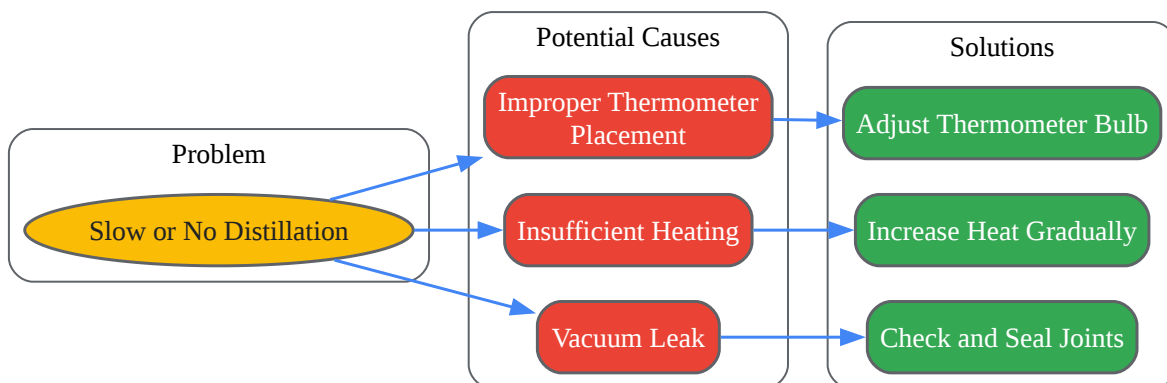 Problem
Slow or No Distillation
Potential Causes
Improper Thermometer
Placement
Insufficient Heating
Vacuum Leak
Solutions
Adjust Thermometer Bulb
Increase Heat Gradually
Check and Seal Joints